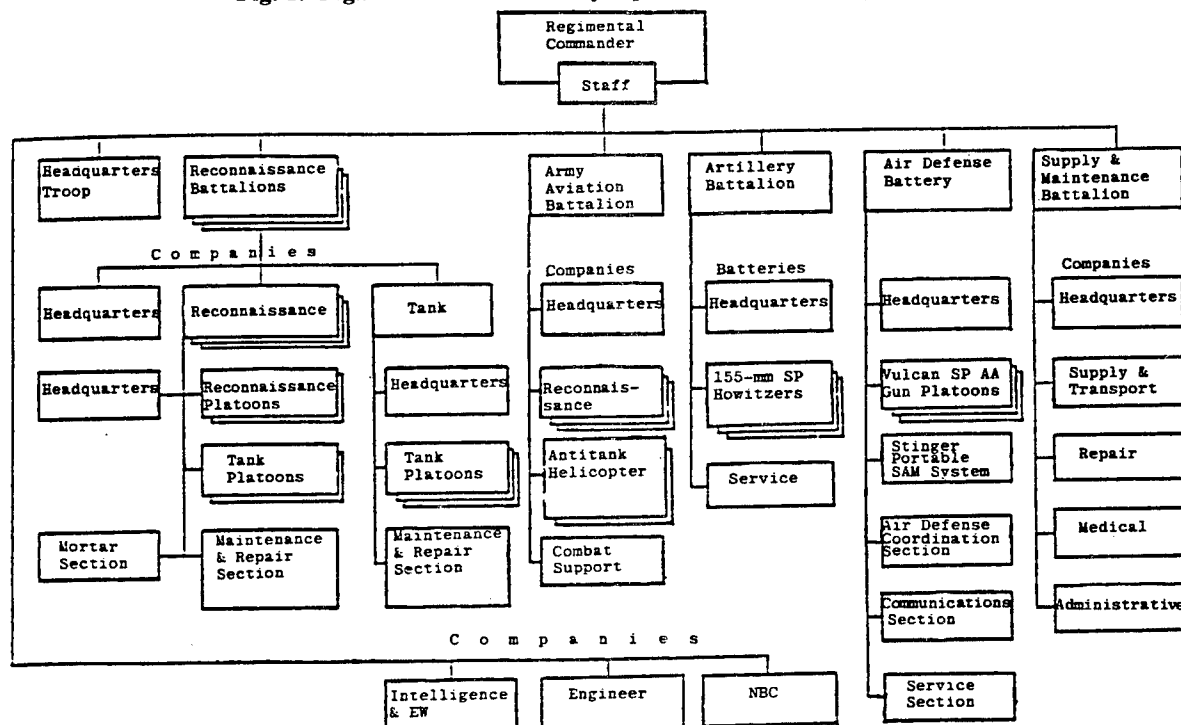 Regimental
Commander
Staff
Headquarters
Troop
Reconnaissance
Battalions
Army
Aviation
Battalion
Artillery
Battalion
Air Defense
Battery
Supply &
Maintenance
Battalion
Companies
Headquarters
Reconnaissance
Tank
Companies
Headquarters
Batteries
Headquarters
Headquarters
Companies
Headquarters
Headquarters
Reconnaissance
Platoons
Headquarters
Reconnais-
sance
155-mm SP
Howitzers
Vulcan SP AA
Gun Platoons
Supply &
Transport
Tank
Platoons
Tank
Platoons
Antitank
Helicopter
Service
Stinger
Portable
SAM System
Repair
Mortar
Section
Maintenance
& Repair
Section
Maintenance
& Repair
Section
Combat
Support
Air Defense
Coordination
Section
Medical
Communications
Section
Administrative
Companies
Intelligence
& EW
Engineer
NBC
Service
Section